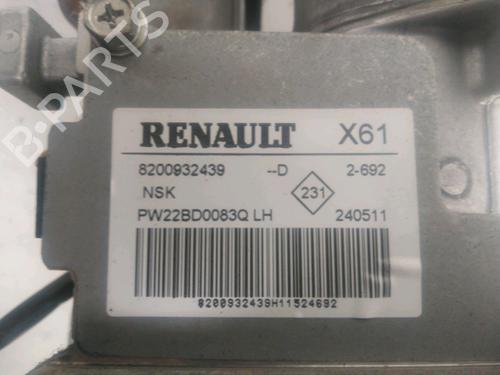 RENAULT X61
8200932439 --D 2-692
NSK 231
PW22BD0083Q LH 240511
8200932439H11524692
B-PARTS